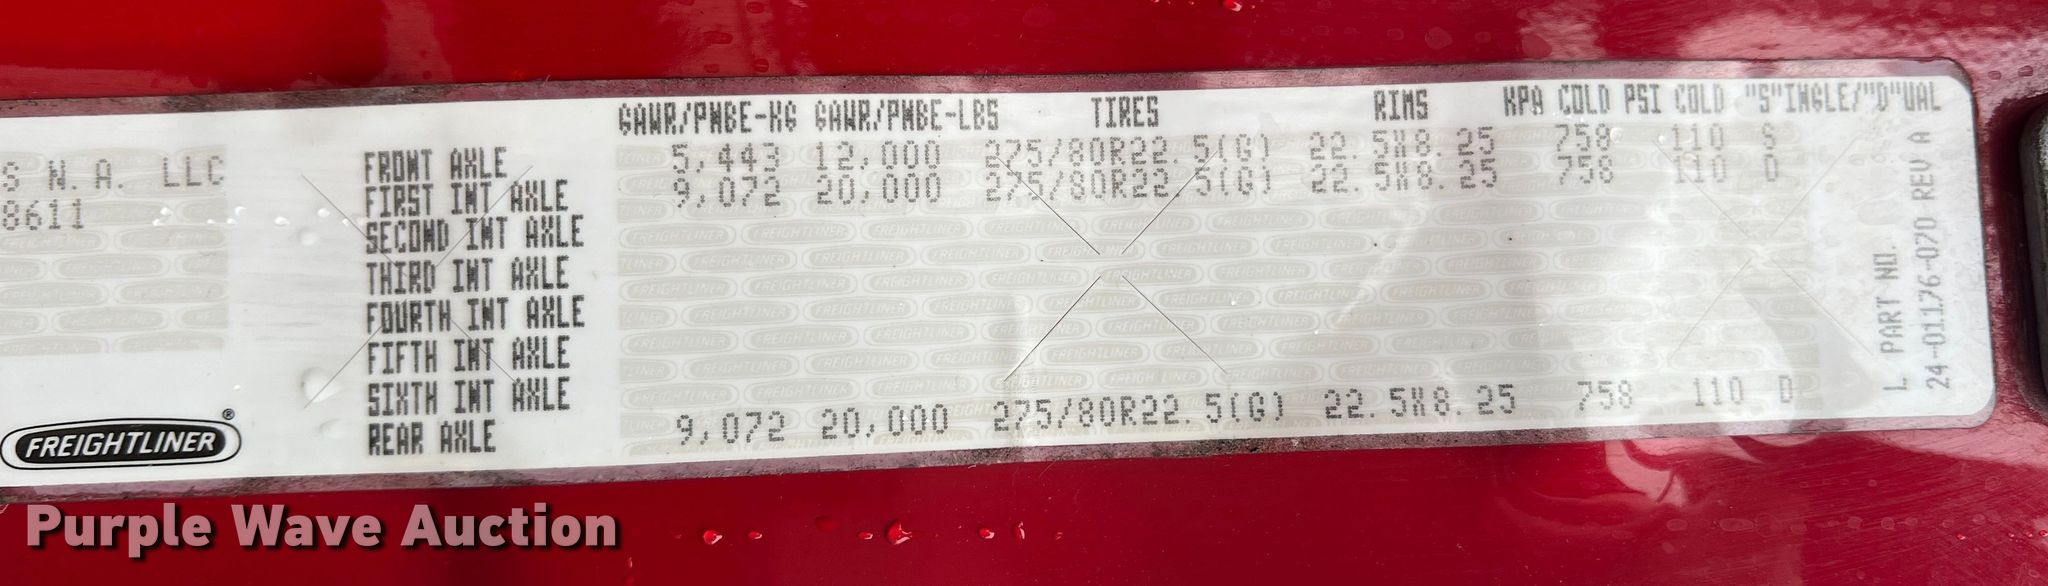 GAWR/PNBE-KG GAWR/PNBE-LBS TIRES RIMS KPA COLD PSI COLD "S"INGLE/"D"UAL
S N.A. LLC
8611
FRONT AXLE 5,443 12,000 275/80R22.5(G) 22.5X8.25 758 110 S
FIRST INT AXLE 9,072 20,000 275/80R22.5(G) 22.5X8.25 758 110 D
SECOND INT AXLE
THIRD INT AXLE
FOURTH INT AXLE
FIFTH INT AXLE
SIXTH INT AXLE
REAR AXLE 9,072 20,000 275/80R22.5(G) 22.5X8.25 758 110 D
FREIGHTLINER®
L PART NO.
24-01176-070 REV A
Purple Wave Auction